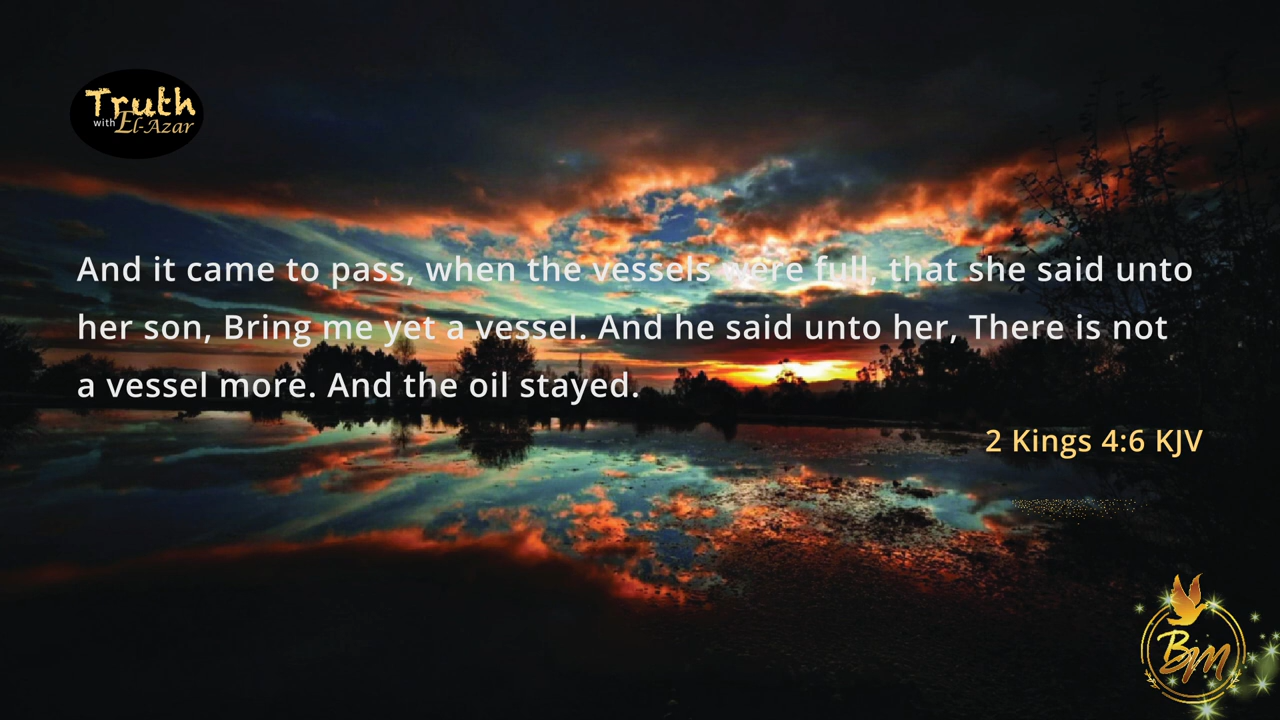 Truth
with El-Azar
And it came to pass, when the vessels were full, that she said unto
her son, Bring me yet a vessel. And he said unto her, There is not
a vessel more. And the oil stayed.
2 Kings 4:6 KJV
BJM